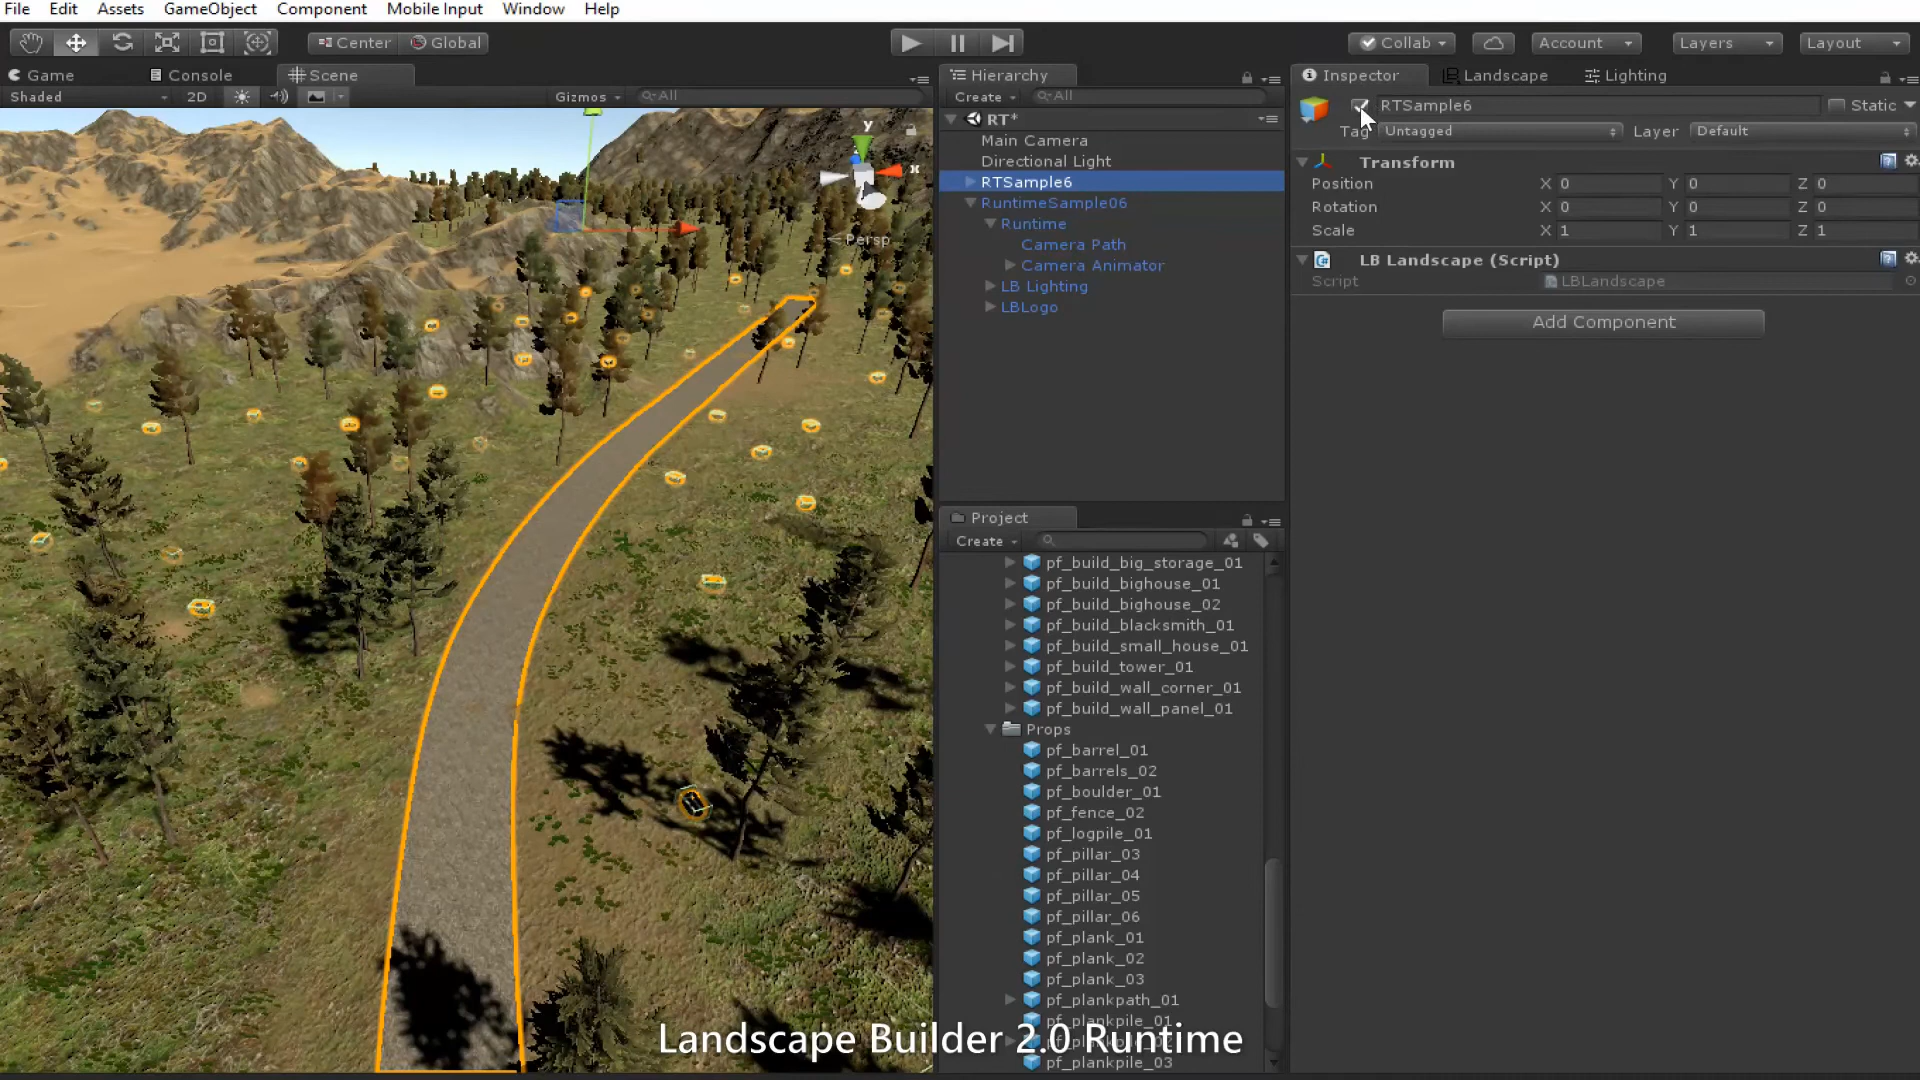 File Edit Assets GameObject Component Mobile Input Window Help
Center Global Collab Account Layers Layout
Game Console Scene
Shaded 2D Gizmos All
y
x
Persp
Hierarchy
Create All
RT*
Main Camera
Directional Light
RTSample6
RuntimeSample06
Runtime
Camera Path
Camera Animator
LB Lighting
LBLogo
Project
Create
pf_build_big_storage_01
pf_build_bighouse_01
pf_build_bighouse_02
pf_build_blacksmith_01
pf_build_small_house_01
pf_build_tower_01
pf_build_wall_corner_01
pf_build_wall_panel_01
Props
pf_barrel_01
pf_barrels_02
pf_boulder_01
pf_fence_02
pf_logpile_01
pf_pillar_03
pf_pillar_04
pf_pillar_05
pf_pillar_06
pf_plank_01
pf_plank_02
pf_plank_03
pf_plankpath_01
pf_plankpile_01
pf_plankpile_03
Inspector Landscape Lighting
RTSample6 Static
Tag Untagged Layer Default
Transform
Position X 0 Y 0 Z 0
Rotation X 0 Y 0 Z 0
Scale X 1 Y 1 Z 1
LB Landscape (Script)
Script LBLandscape
Add Component
Landscape Builder 2.0 Runtime